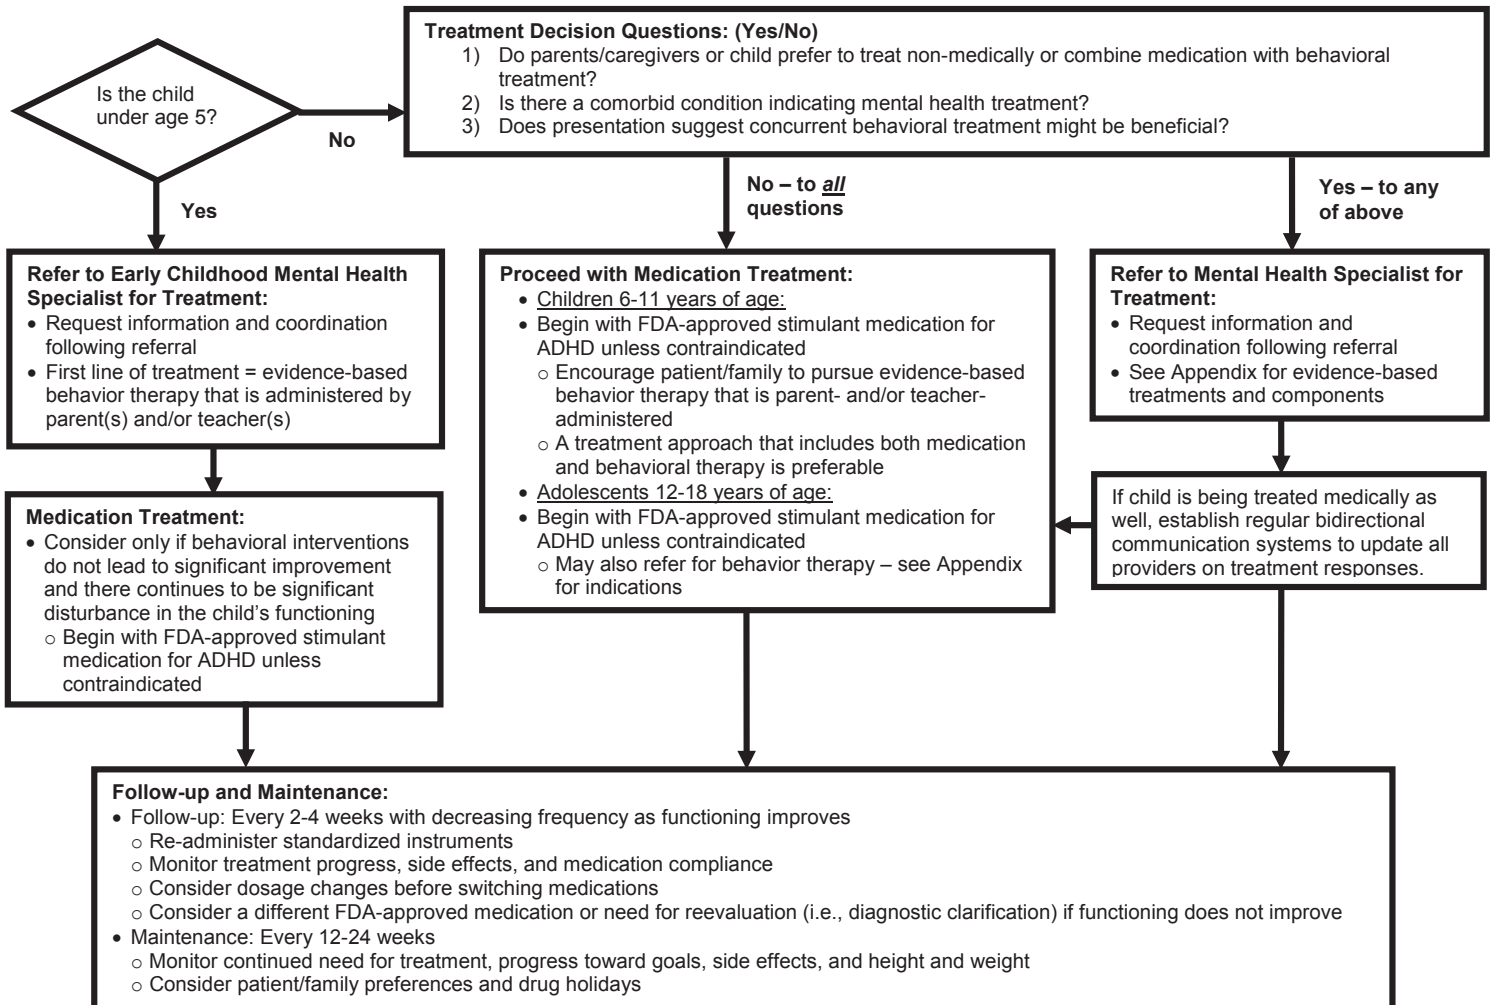 Is the child
under age 5?
No
Yes
Treatment Decision Questions: (Yes/No)
1) Do parents/caregivers or child prefer to treat non-medically or combine medication with behavioral
treatment?
2) Is there a comorbid condition indicating mental health treatment?
3) Does presentation suggest concurrent behavioral treatment might be beneficial?
No – to all
questions
Yes – to any
of above
Refer to Early Childhood Mental Health
Specialist for Treatment:
• Request information and coordination
following referral
• First line of treatment = evidence-based
behavior therapy that is administered by
parent(s) and/or teacher(s)
Medication Treatment:
• Consider only if behavioral interventions
do not lead to significant improvement
and there continues to be significant
disturbance in the child's functioning
o Begin with FDA-approved stimulant
medication for ADHD unless
contraindicated
Proceed with Medication Treatment:
• Children 6-11 years of age:
• Begin with FDA-approved stimulant medication for
ADHD unless contraindicated
o Encourage patient/family to pursue evidence-based
behavior therapy that is parent- and/or teacher-
administered
o A treatment approach that includes both medication
and behavioral therapy is preferable
• Adolescents 12-18 years of age:
• Begin with FDA-approved stimulant medication for
ADHD unless contraindicated
o May also refer for behavior therapy – see Appendix
for indications
Refer to Mental Health Specialist for
Treatment:
• Request information and
coordination following referral
• See Appendix for evidence-based
treatments and components
If child is being treated medically as
well, establish regular bidirectional
communication systems to update all
providers on treatment responses.
Follow-up and Maintenance:
• Follow-up: Every 2-4 weeks with decreasing frequency as functioning improves
o Re-administer standardized instruments
o Monitor treatment progress, side effects, and medication compliance
o Consider dosage changes before switching medications
o Consider a different FDA-approved medication or need for reevaluation (i.e., diagnostic clarification) if functioning does not improve
• Maintenance: Every 12-24 weeks
o Monitor continued need for treatment, progress toward goals, side effects, and height and weight
o Consider patient/family preferences and drug holidays